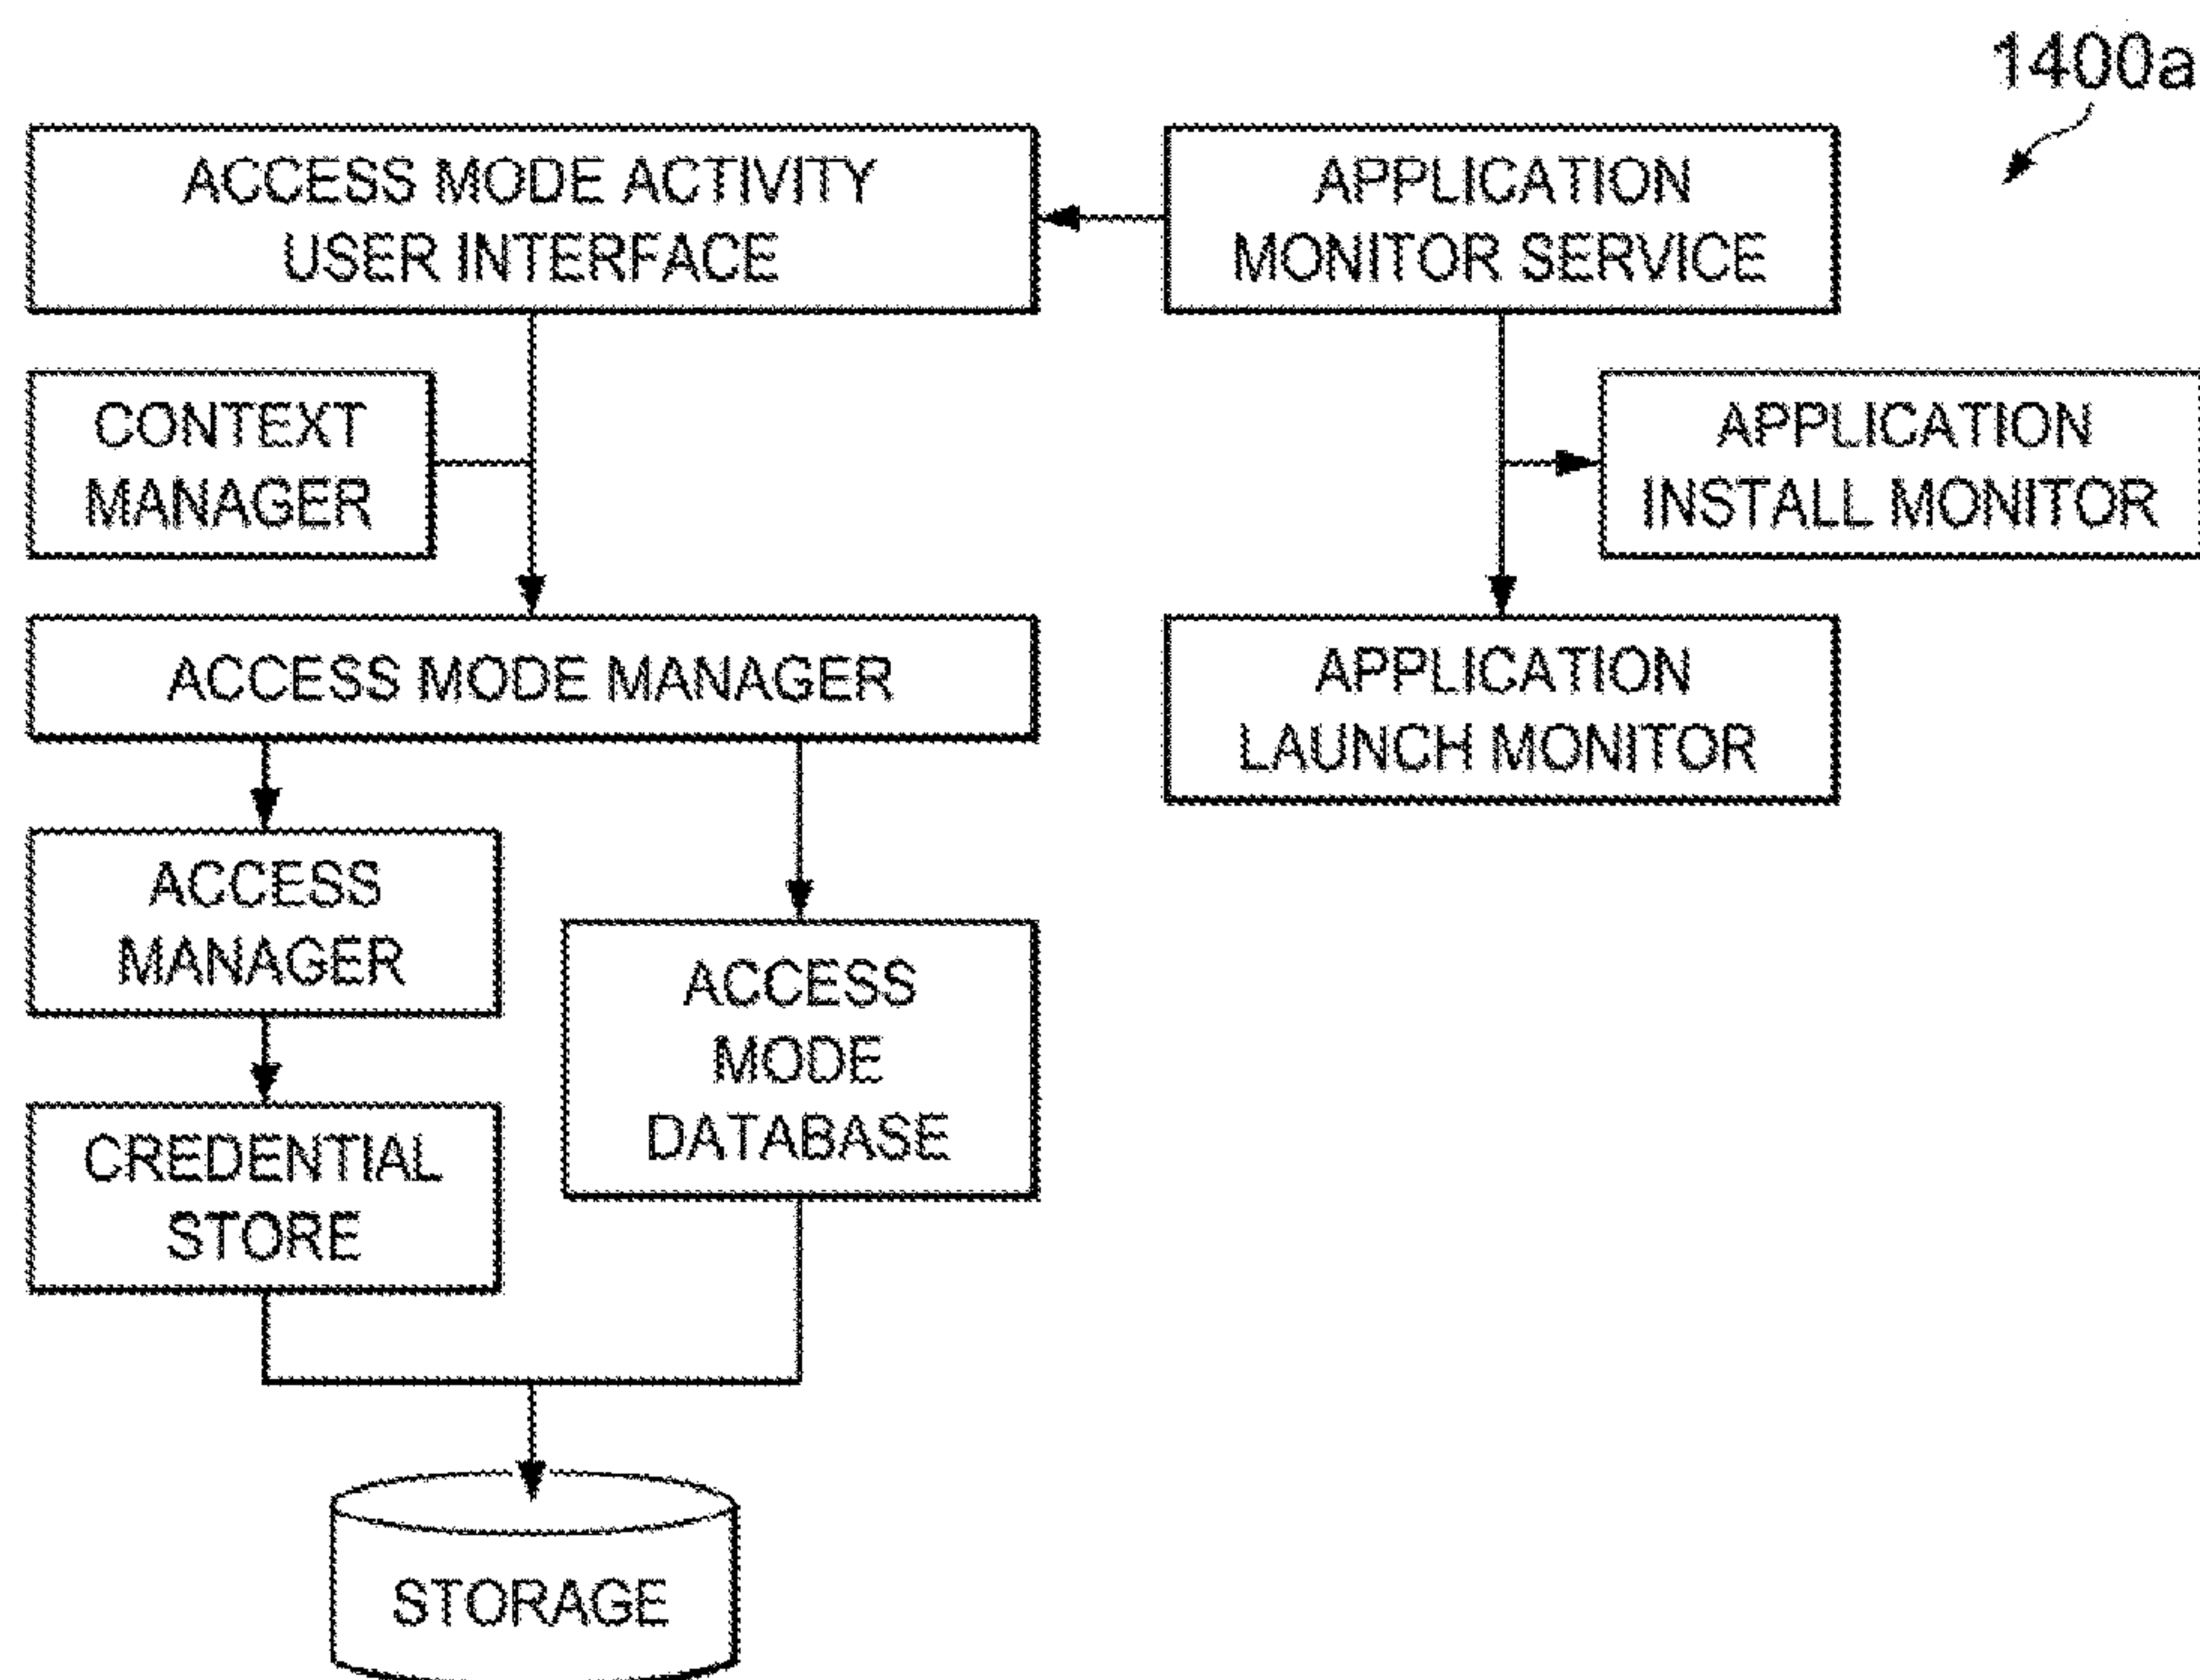 1400a
ACCESS MODE ACTIVITY
USER INTERFACE
APPLICATION
MONITOR SERVICE
CONTEXT
MANAGER
APPLICATION
INSTALL MONITOR
ACCESS MODE MANAGER
APPLICATION
LAUNCH MONITOR
ACCESS
MANAGER
ACCESS
MODE
DATABASE
CREDENTIAL
STORE
STORAGE